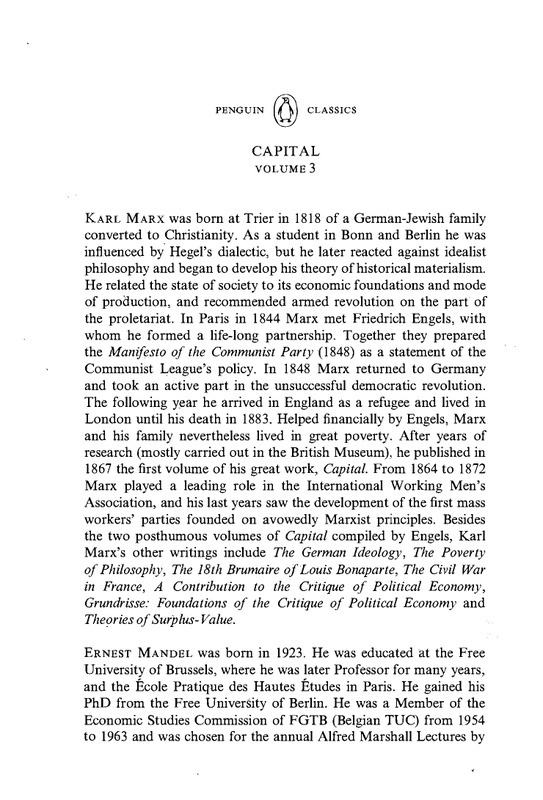 PENGUIN CLASSICS
CAPITAL
VOLUME 3
KARL MARX was born at Trier in 1818 of a German-Jewish family
converted to Christianity. As a student in Bonn and Berlin he was
influenced by Hegel's dialectic, but he later reacted against idealist
philosophy and began to develop his theory of historical materialism.
He related the state of society to its economic foundations and mode
of production, and recommended armed revolution on the part of
the proletariat. In Paris in 1844 Marx met Friedrich Engels, with
whom he formed a life-long partnership. Together they prepared
the Manifesto of the Communist Party (1848) as a statement of the
Communist League's policy. In 1848 Marx returned to Germany
and took an active part in the unsuccessful democratic revolution.
The following year he arrived in England as a refugee and lived in
London until his death in 1883. Helped financially by Engels, Marx
and his family nevertheless lived in great poverty. After years of
research (mostly carried out in the British Museum), he published in
1867 the first volume of his great work, Capital. From 1864 to 1872
Marx played a leading role in the International Working Men's
Association, and his last years saw the development of the first mass
workers' parties founded on avowedly Marxist principles. Besides
the two posthumous volumes of Capital compiled by Engels, Karl
Marx's other writings include The German Ideology, The Poverty
of Philosophy, The 18th Brumaire of Louis Bonaparte, The Civil War
in France, A Contribution to the Critique of Political Economy,
Grundrisse: Foundations of the Critique of Political Economy and
Theories of Surplus-Value.
ERNEST MANDEL was born in 1923. He was educated at the Free
University of Brussels, where he was later Professor for many years,
and the École Pratique des Hautes Études in Paris. He gained his
PhD from the Free University of Berlin. He was a Member of the
Economic Studies Commission of FGTB (Belgian TUC) from 1954
to 1963 and was chosen for the annual Alfred Marshall Lectures by